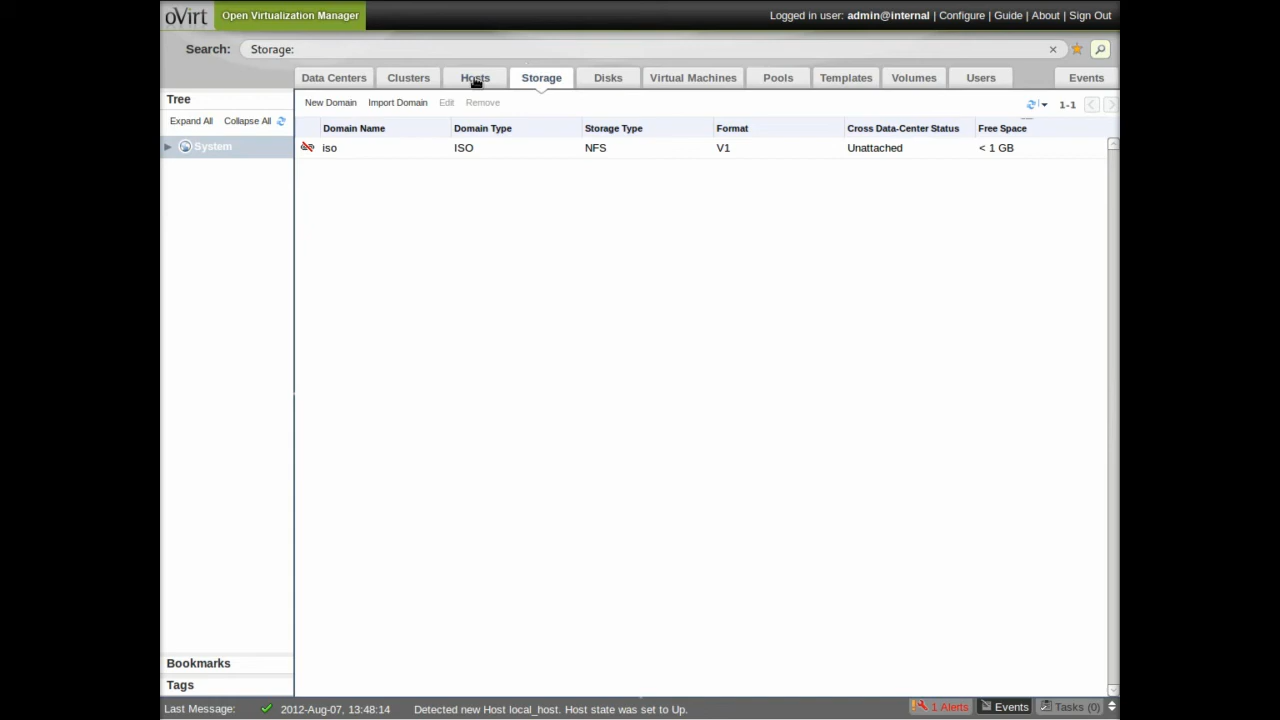 oVirt Open Virtualization Manager Logged in user: admin@internal | Configure | Guide | About | Sign Out
Search: Storage:
Data Centers Clusters Hosts Storage Disks Virtual Machines Pools Templates Volumes Users Events
Tree
New Domain Import Domain Edit Remove 1-1
Expand All Collapse All
Domain Name Domain Type Storage Type Format Cross Data-Center Status Free Space
System
iso ISO NFS V1 Unattached < 1 GB
Bookmarks
Tags
Last Message: 2012-Aug-07, 13:48:14 Detected new Host local_host. Host state was set to Up. 1 Alerts Events Tasks (0)